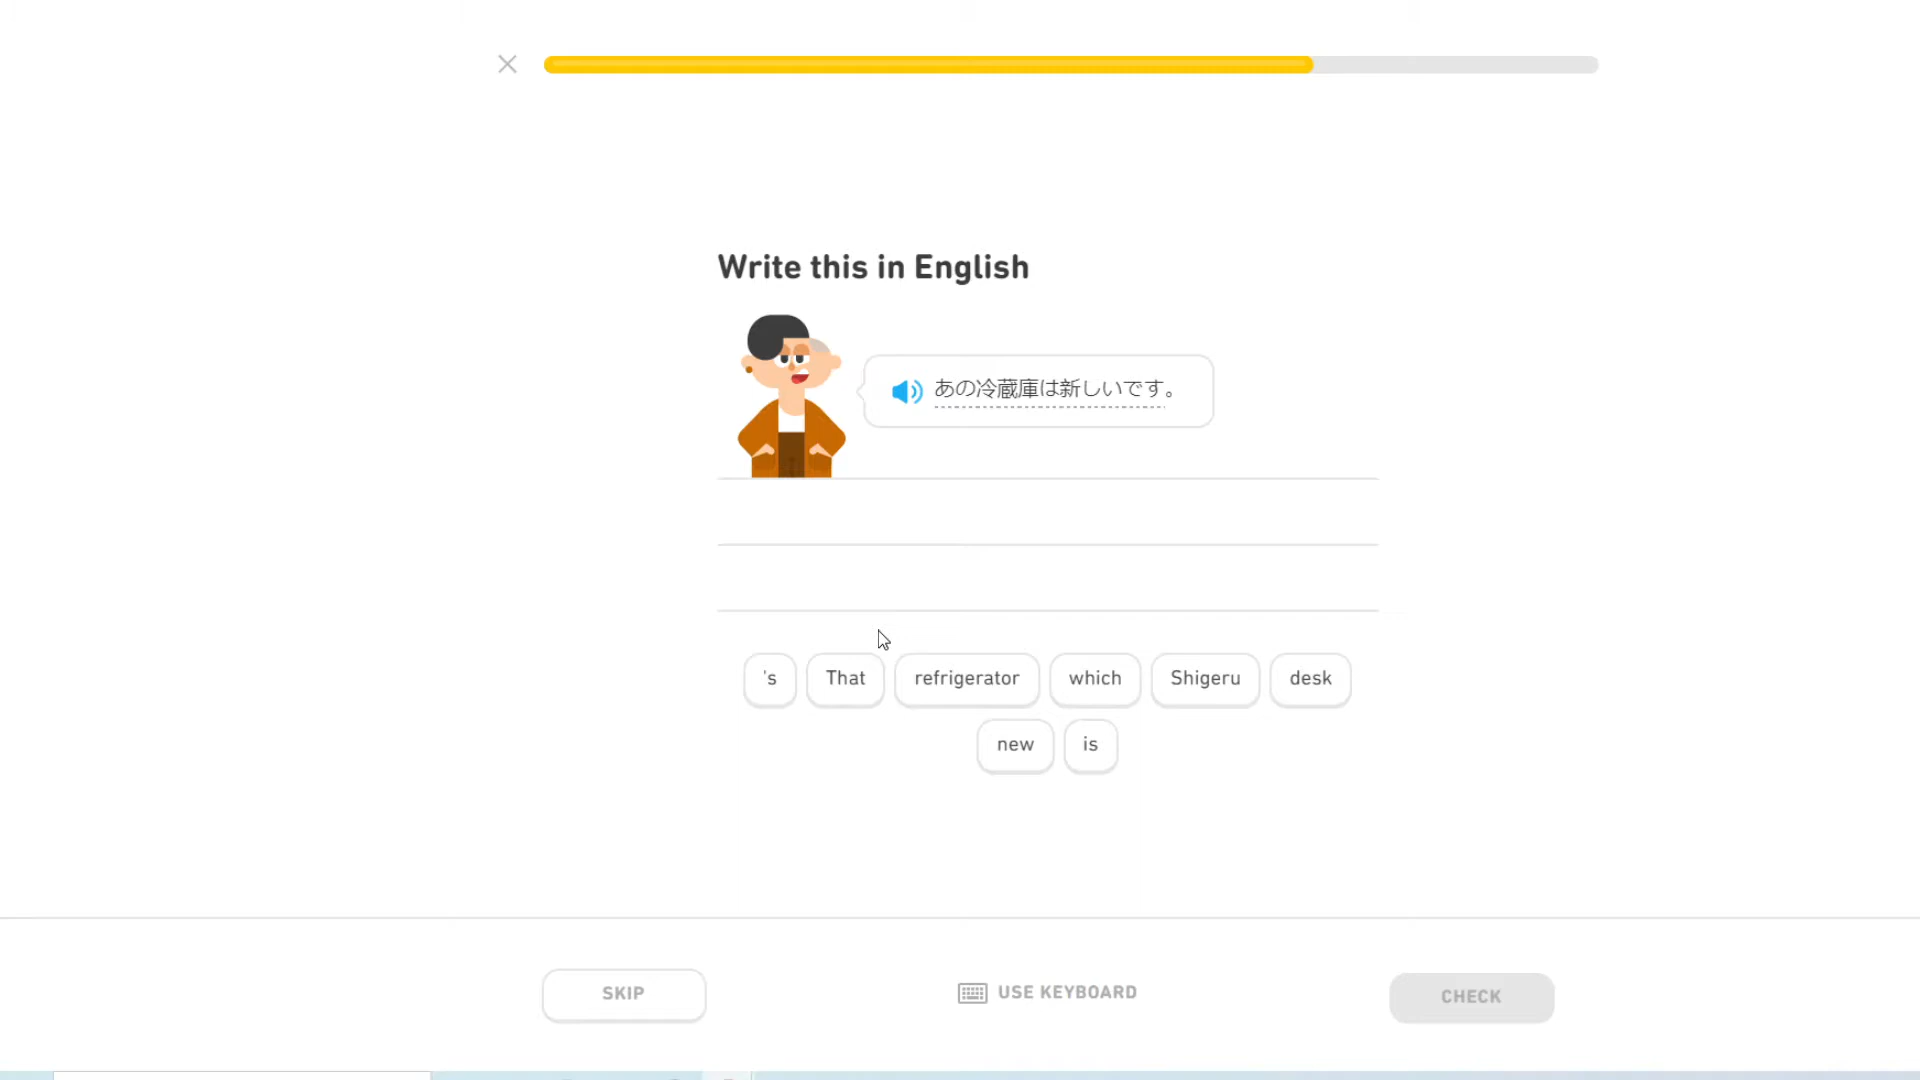 Write this in English
あの冷蔵庫は新しいです。
's That refrigerator which Shigeru desk
new is
SKIP USE KEYBOARD CHECK